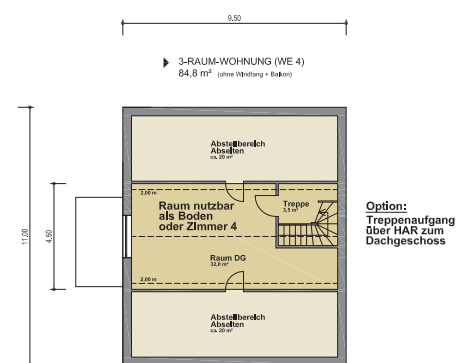 9,50
3-RAUM-WOHNUNG (WE 4)
84,8 m² (ohne Windfang + Balkon)
Abstellbereich
Abseiten
ca. 20 m²
2,00 m
Raum nutzbar
als Boden
oder ZImmer 4
Treppe
3,5 m²
Option:
Treppenaufgang
über HAR zum
Dachgeschoss
11,00
4,50
Raum DG
32,0 m²
2,00 m
Abstellbereich
Abseiten
ca. 20 m²